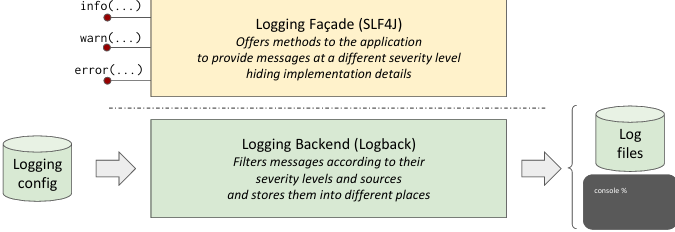 info(...)
warn(...)
error(...)
Logging Façade (SLF4J)
Offers methods to the application
to provide messages at a different severity level
hiding implementation details
Logging
config
Logging Backend (Logback)
Filters messages according to their
severity levels and sources
and stores them into different places
Log
files
console %